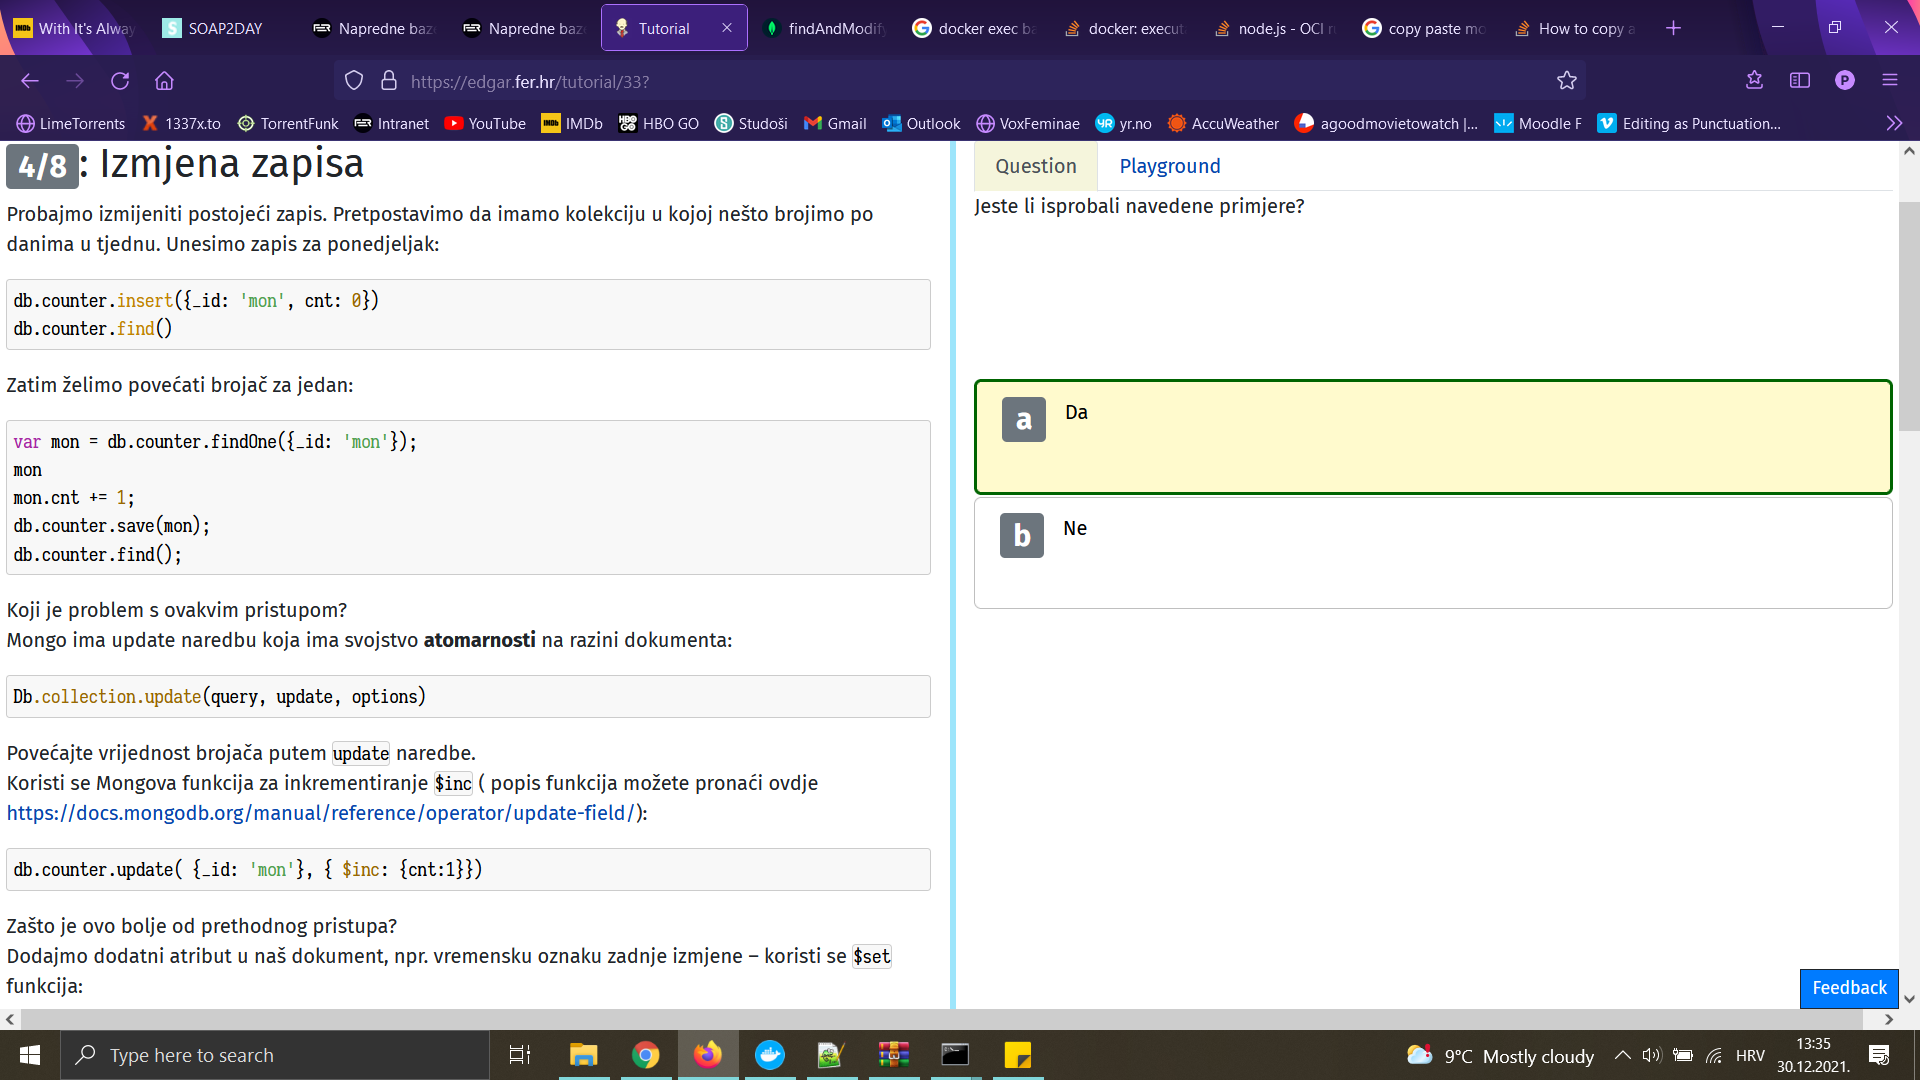 With It's Alway
SOAP2DAY
Napredne baze
Napredne baze
Tutorial
findAndModify
docker exec ba
docker: execut
node.js - OCI ru
copy paste mo
How to copy a
https://edgar.fer.hr/tutorial/33?
LimeTorrents
1337x.to
TorrentFunk
Intranet
YouTube
IMDb
HBO GO
Studoši
Gmail
Outlook
VoxFeminae
yr.no
AccuWeather
agoodmovietowatch |...
Moodle F
Editing as Punctuation...
4/8: Izmjena zapisa
Probajmo izmijeniti postojeći zapis. Pretpostavimo da imamo kolekciju u kojoj nešto brojimo po
danima u tjednu. Unesimo zapis za ponedjeljak:
db.counter.insert({_id: 'mon', cnt: 0})
db.counter.find()
Zatim želimo povećati brojač za jedan:
var mon = db.counter.findOne({_id: 'mon'});
mon
mon.cnt += 1;
db.counter.save(mon);
db.counter.find();
Koji je problem s ovakvim pristupom?
Mongo ima update naredbu koja ima svojstvo atomarnosti na razini dokumenta:
Db.collection.update(query, update, options)
Povećajte vrijednost brojača putem update naredbe.
Koristi se Mongova funkcija za inkrementiranje $inc ( popis funkcija možete pronaći ovdje
https://docs.mongodb.org/manual/reference/operator/update-field/):
db.counter.update( {_id: 'mon'}, { $inc: {cnt:1}})
Zašto je ovo bolje od prethodnog pristupa?
Dodajmo dodatni atribut u naš dokument, npr. vremensku oznaku zadnje izmjene – koristi se $set
funkcija:
Question
Playground
Jeste li isprobali navedene primjere?
a Da
b Ne
Feedback
Type here to search
9°C Mostly cloudy
HRV
13:35
30.12.2021.